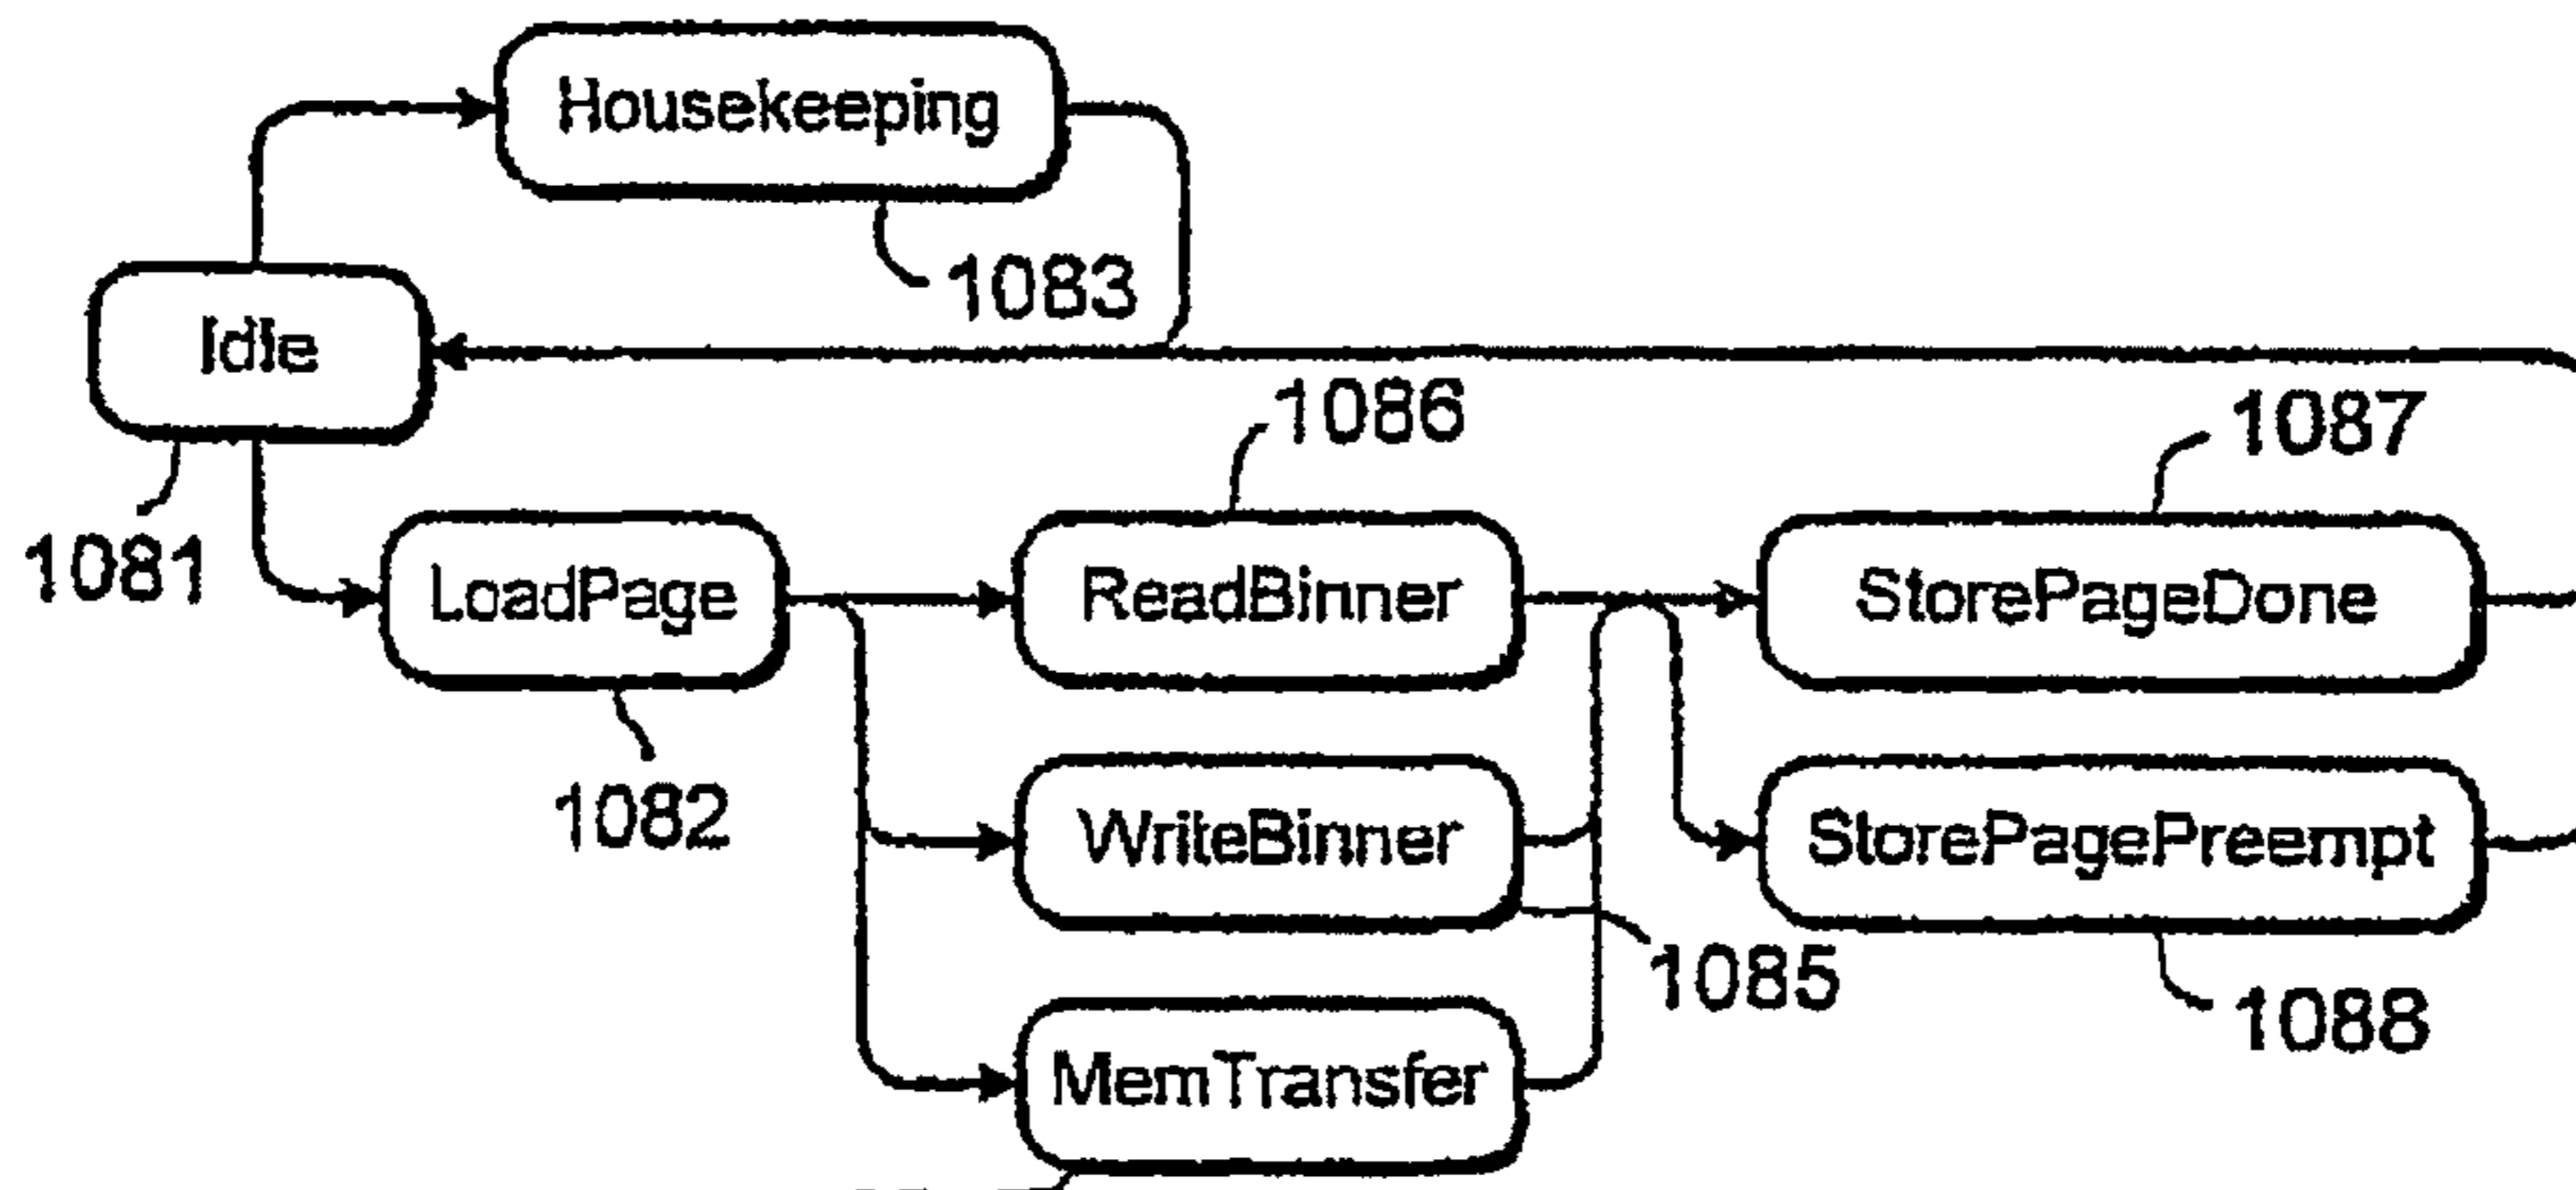 Housekeeping
1083
Idle
1086
1087
1081
LoadPage
ReadBinner
StorePageDone
1082
WriteBinner
StorePagePreempt
1085
MemTransfer
1088